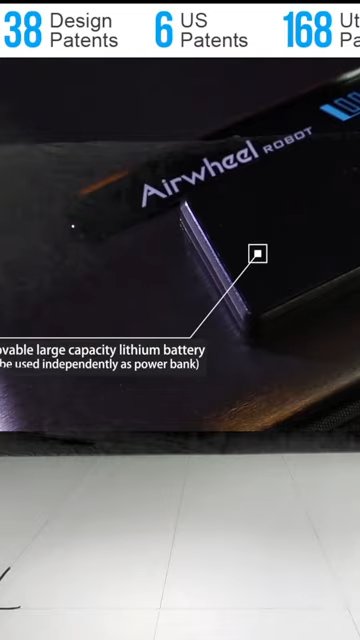 38 Design Patents 6 US Patents 168 Ut
Airwheel ROBOT
ovable large capacity lithium battery
be used independently as power bank)